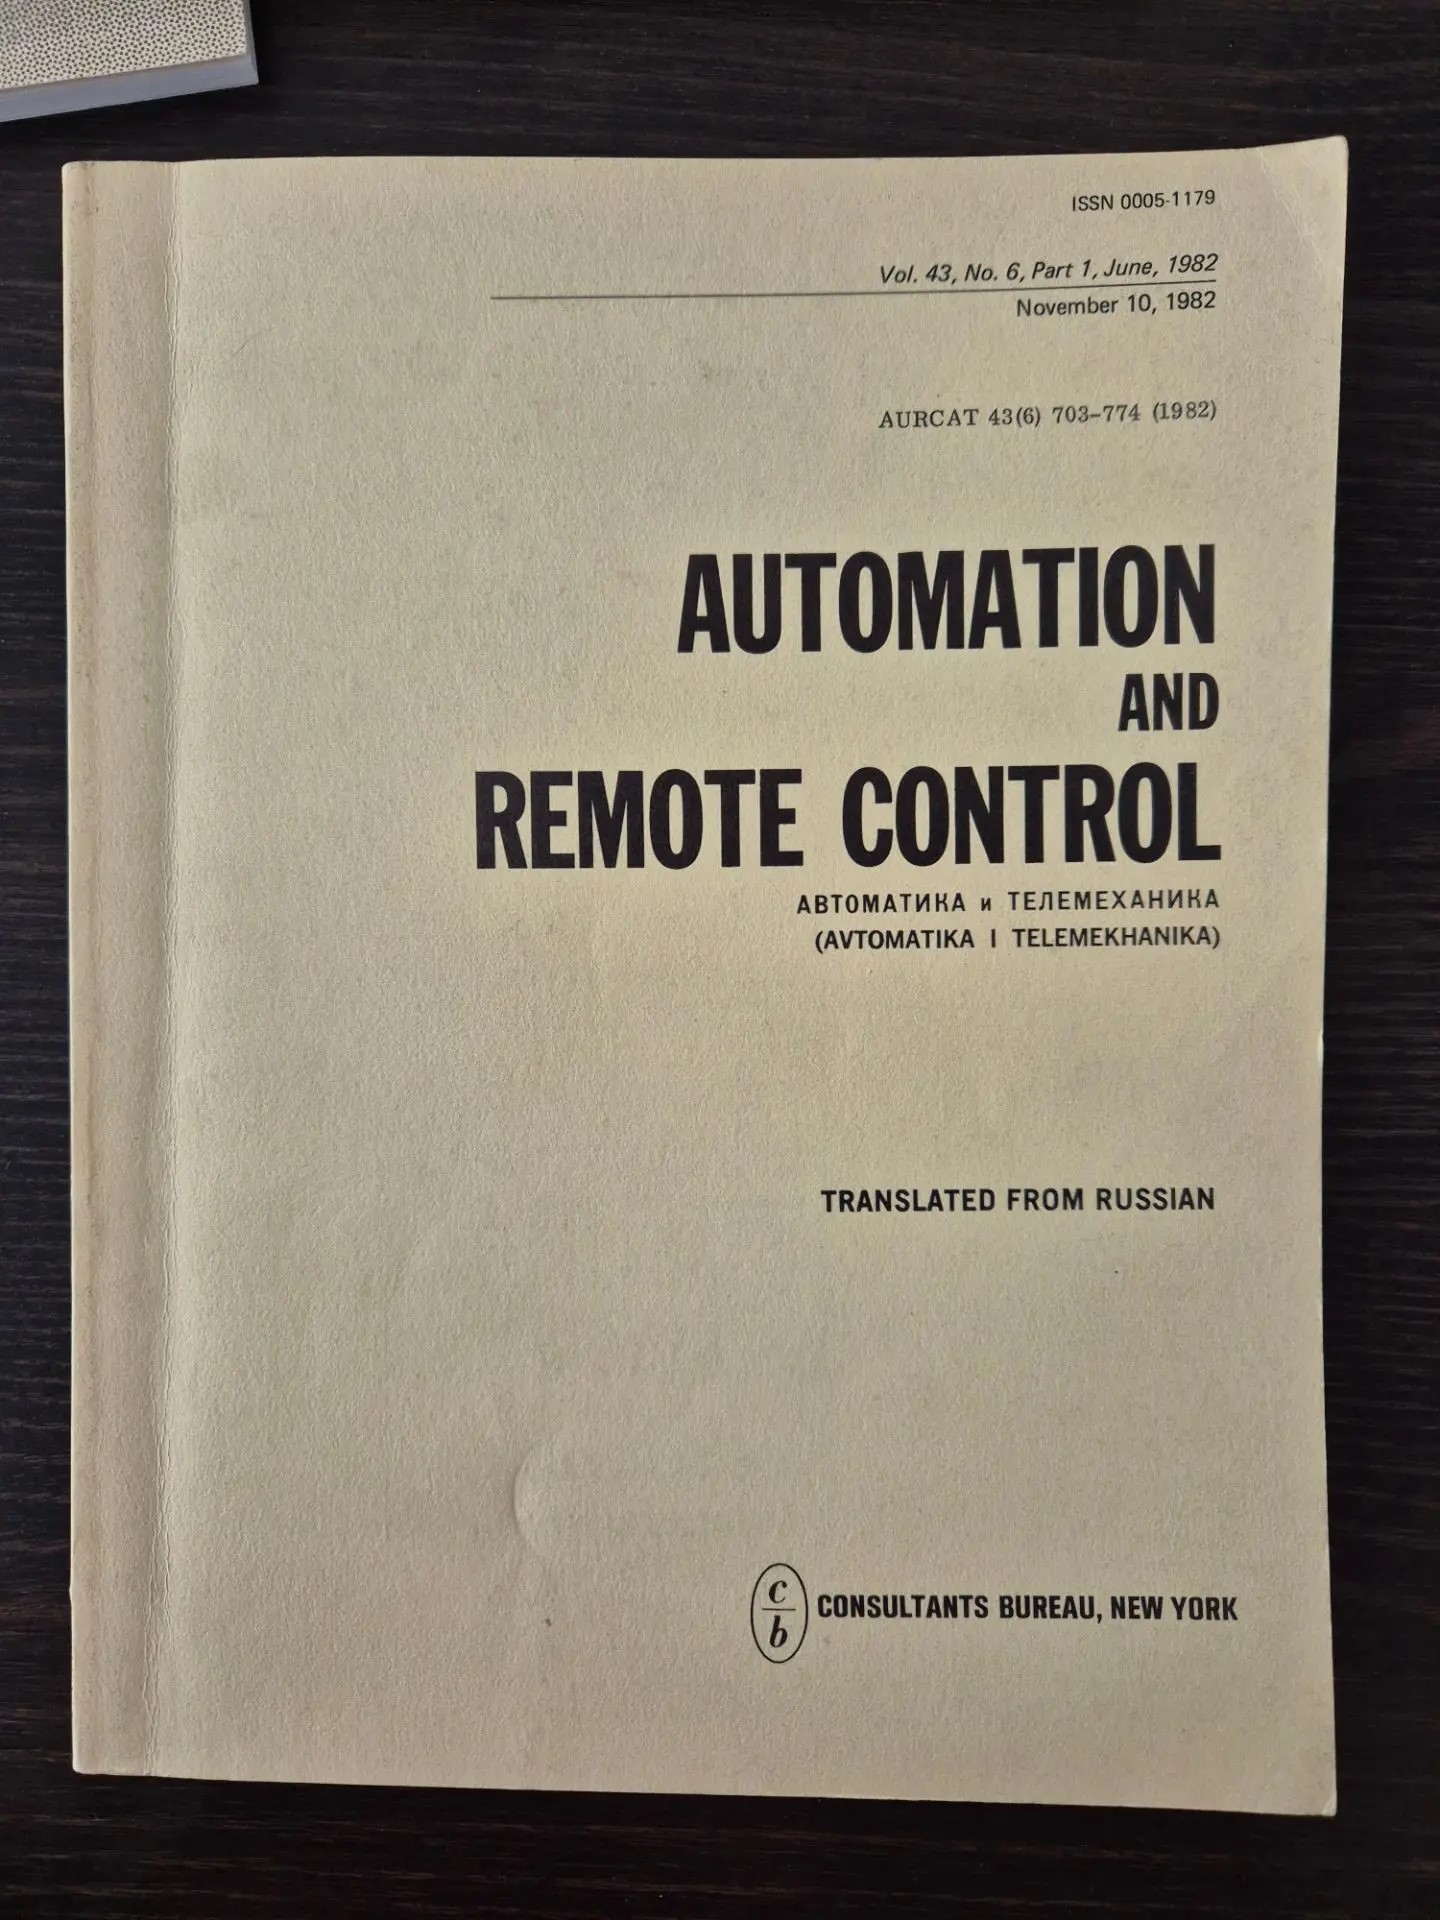 ISSN 0005-1179
Vol. 43, No. 6, Part 1, June, 1982
November 10, 1982
AURCAT 43(6) 703-774 (1982)
AUTOMATION
AND
REMOTE CONTROL
АВТОМАТИКА и ТЕЛЕМЕХАНИКА
(AVTOMATIKA I TELEMEKHANIKA)
TRANSLATED FROM RUSSIAN
c
b
CONSULTANTS BUREAU, NEW YORK